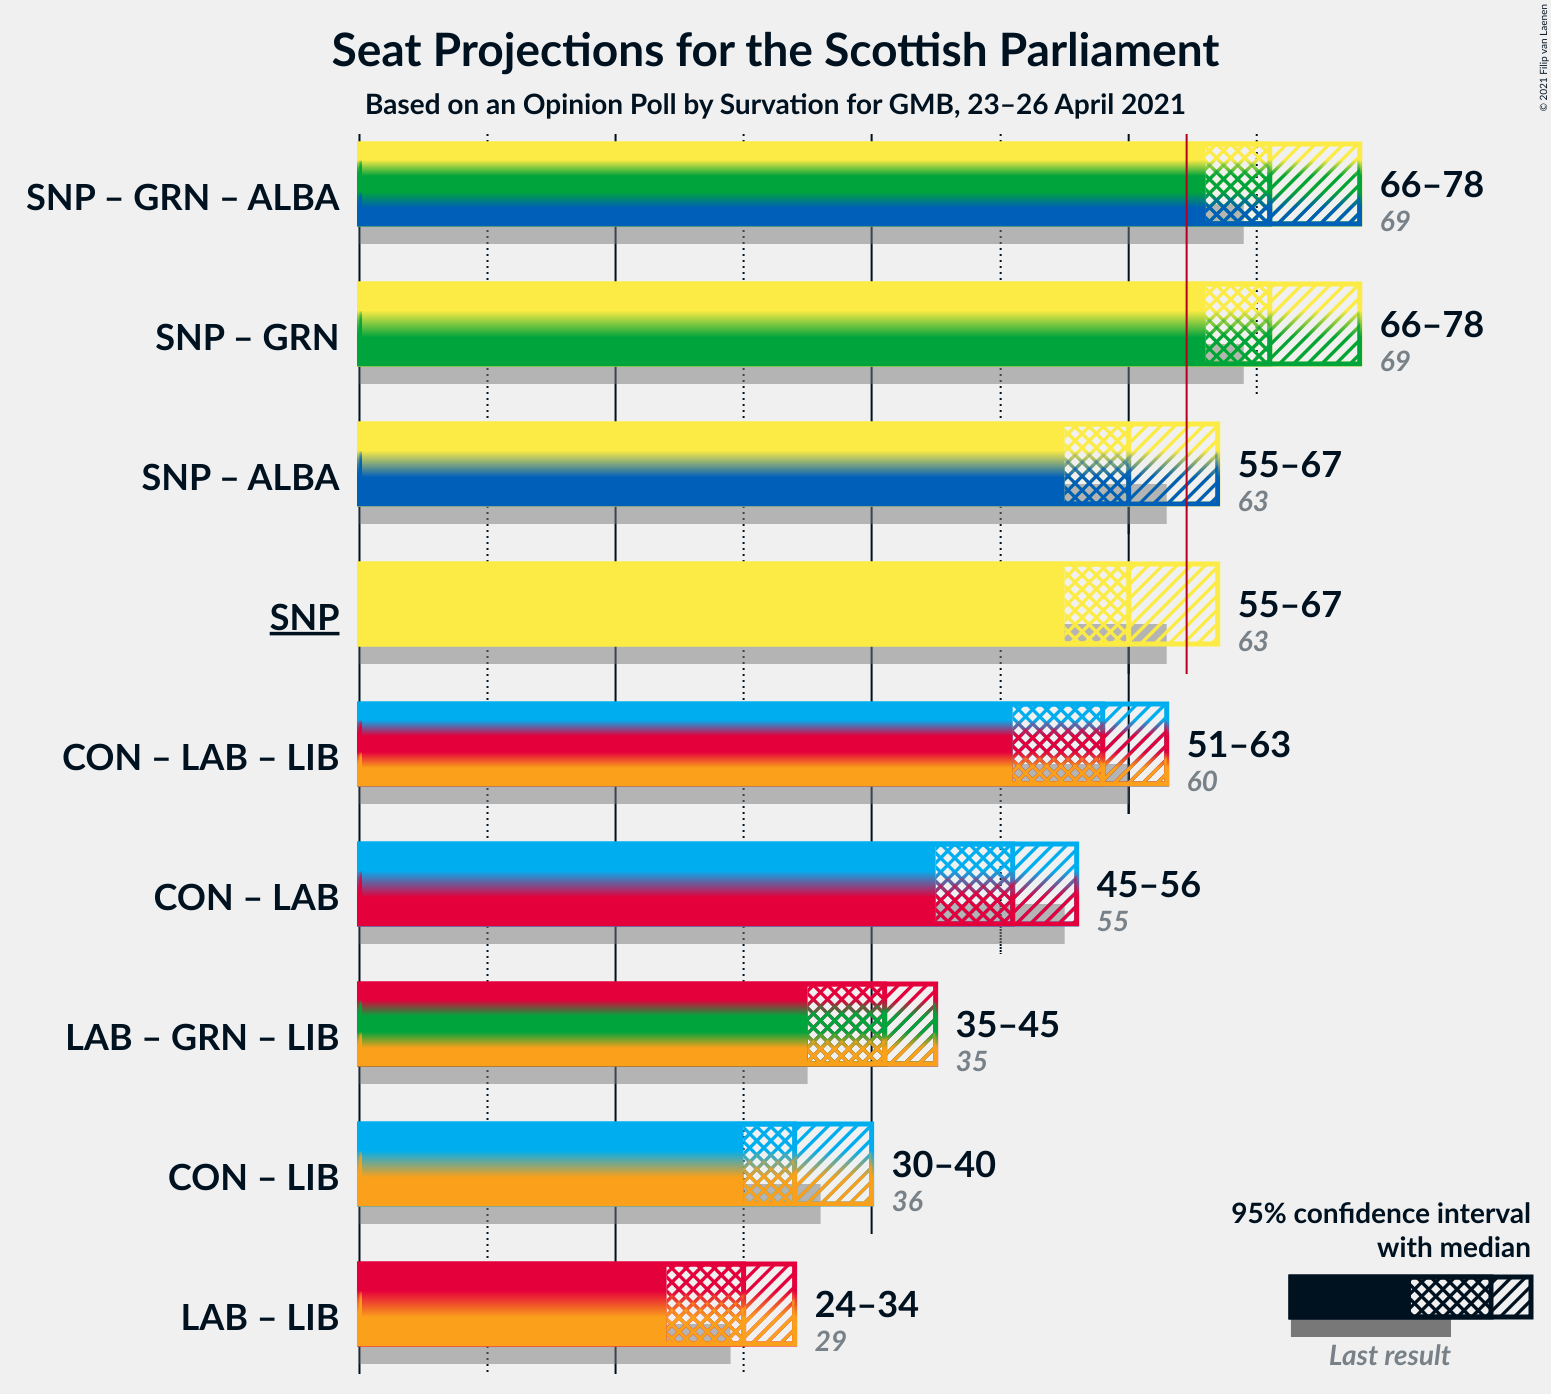 Seat Projections for the Scottish Parliament
Based on an Opinion Poll by Survation for GMB, 23–26 April 2021
© 2021 Filip van Laenen
SNP – GRN – ALBA
66–78
69
SNP – GRN
66–78
69
SNP – ALBA
55–67
63
SNP
55–67
63
CON – LAB – LIB
51–63
60
CON – LAB
45–56
55
LAB – GRN – LIB
35–45
35
CON – LIB
30–40
36
LAB – LIB
24–34
29
95% confidence interval
with median
Last result